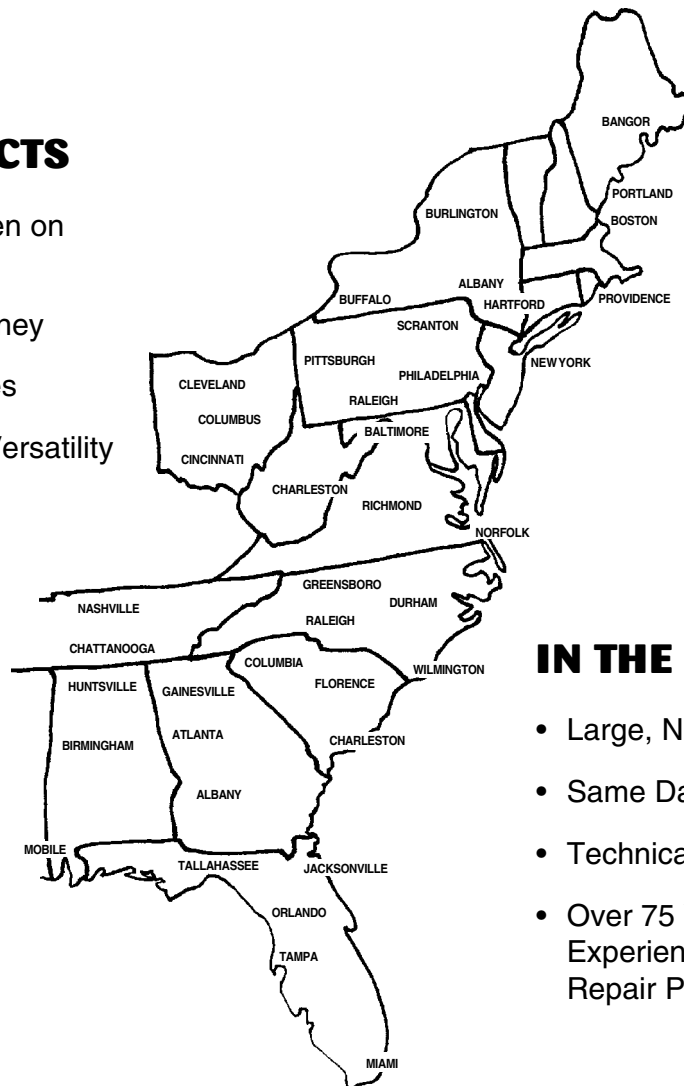 CTS
en on
ney
es
Versatility
BANGOR
PORTLAND
BURLINGTON
BOSTON
ALBANY
BUFFALO
HARTFORD
PROVIDENCE
SCRANTON
PITTSBURGH
NEW YORK
PHILADELPHIA
CLEVELAND
RALEIGH
COLUMBUS
BALTIMORE
CINCINNATI
CHARLESTON
RICHMOND
NORFOLK
GREENSBORO
NASHVILLE
DURHAM
RALEIGH
CHATTANOOGA
COLUMBIA
WILMINGTON
HUNTSVILLE
GAINESVILLE
FLORENCE
ATLANTA
BIRMINGHAM
CHARLESTON
ALBANY
MOBILE
TALLAHASSEE
JACKSONVILLE
ORLANDO
TAMPA
MIAMI
IN THE
• Large, N
• Same Da
• Technica
• Over 75
Experien
Repair P